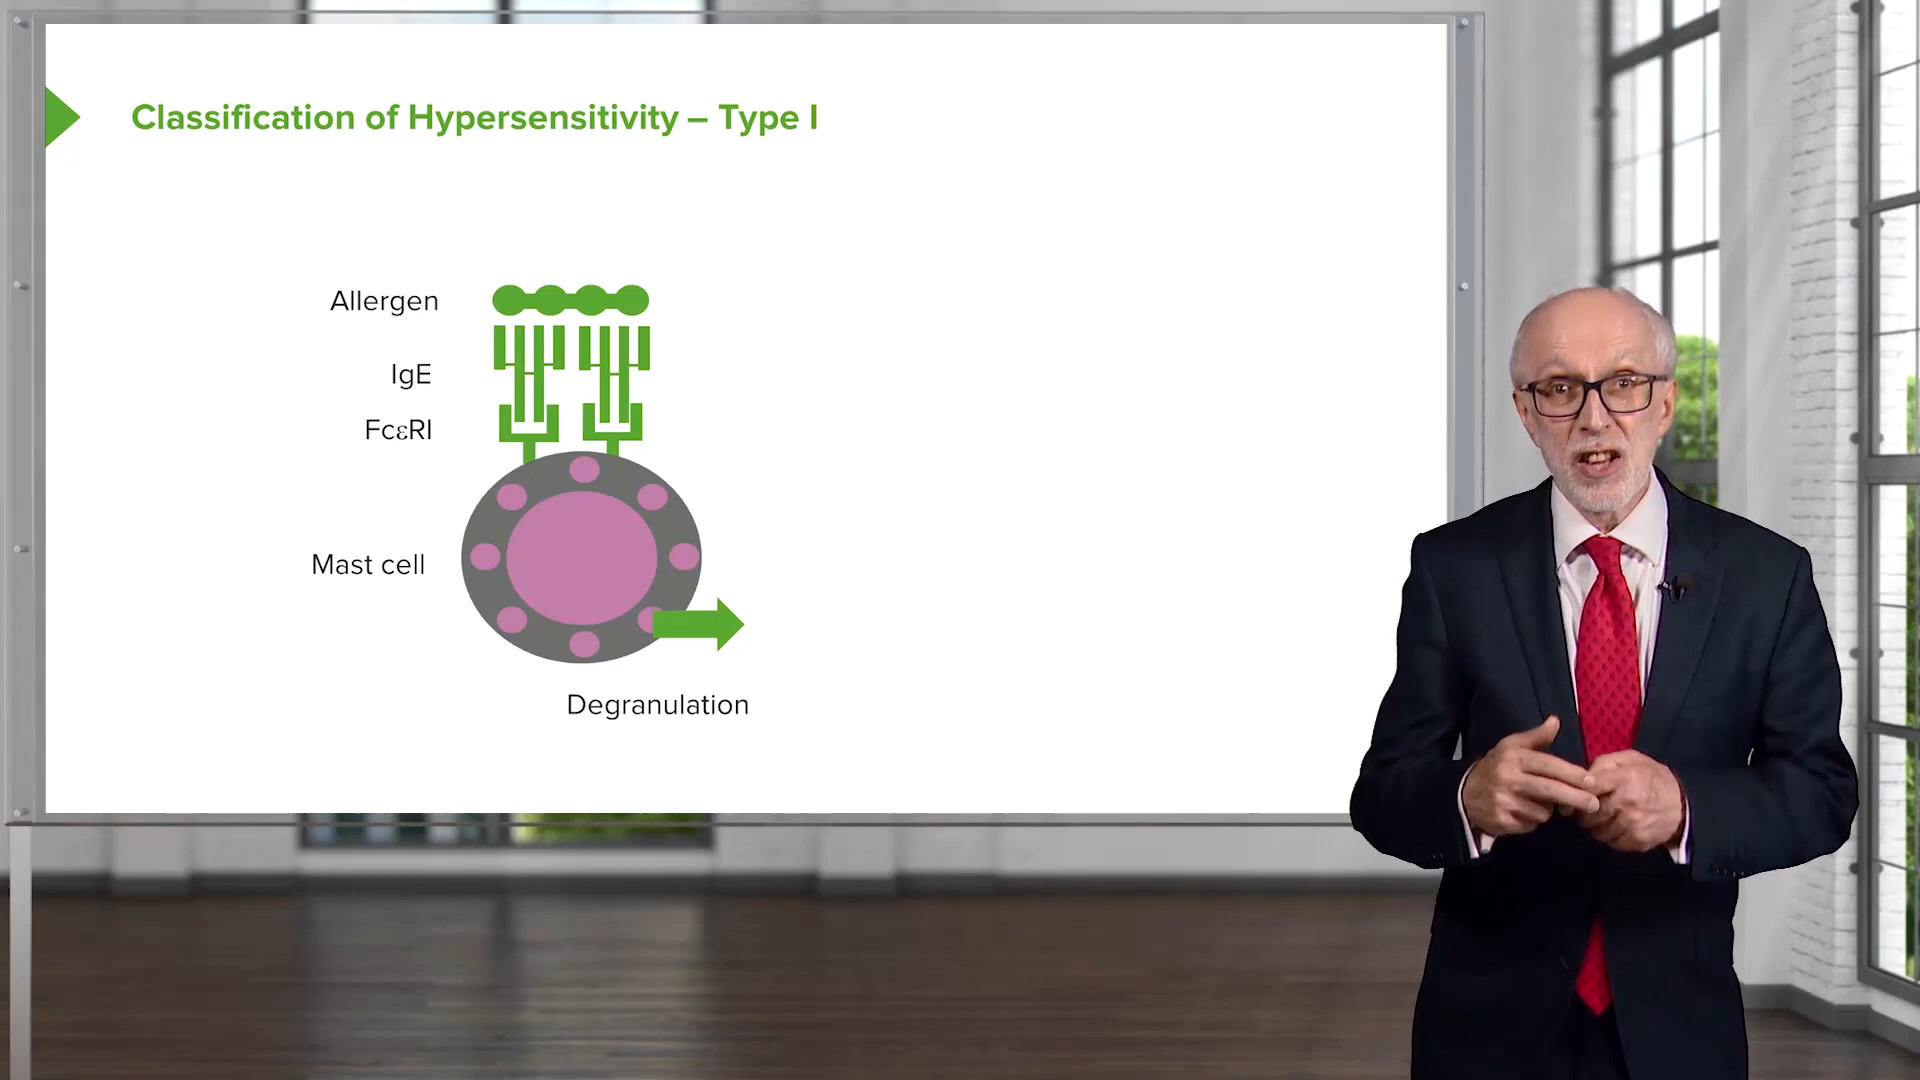 Classification of Hypersensitivity – Type I
Allergen
IgE
FcεRI
Mast cell
Degranulation